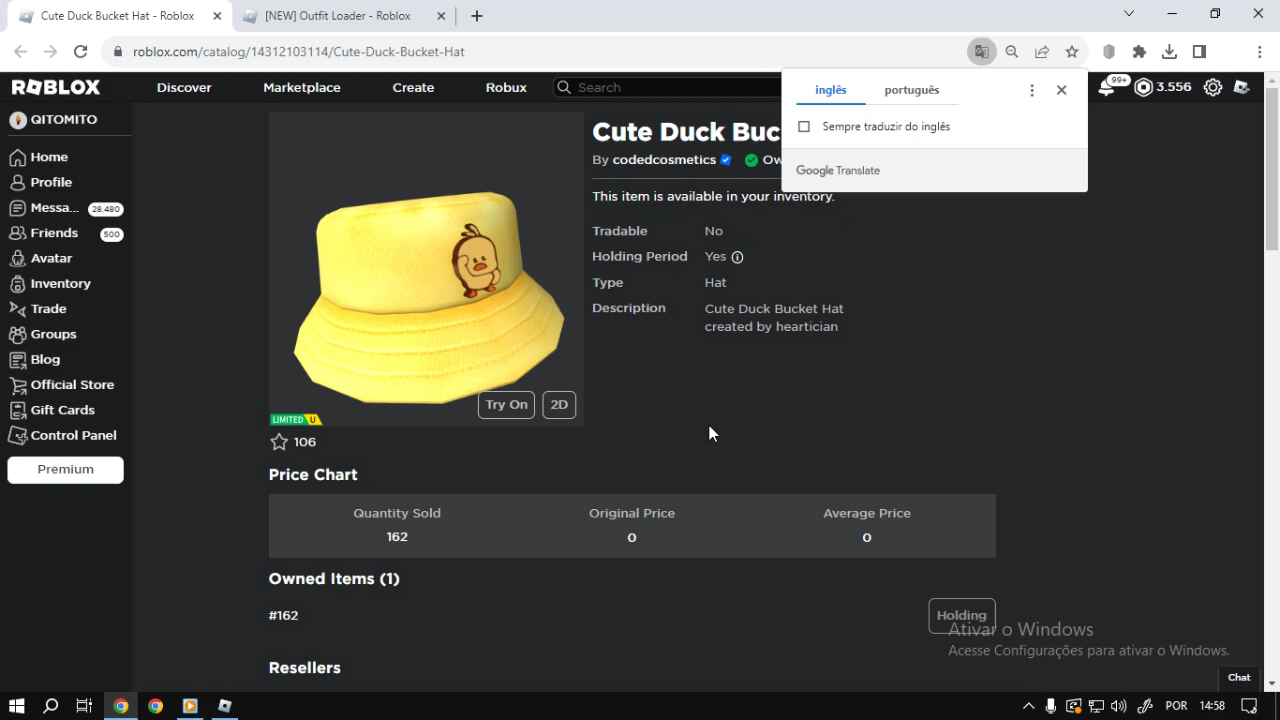 Cute Duck Bucket Hat - Roblox
[NEW] Outfit Loader - Roblox
roblox.com/catalog/14312103114/Cute-Duck-Bucket-Hat
inglês português
Sempre traduzir do inglês
Google Translate
ROBLOX
Discover
Marketplace
Create
Robux
Search
99+
3.556
QITOMITO
Home
Profile
Messa... 28.480
Friends 500
Avatar
Inventory
Trade
Groups
Blog
Official Store
Gift Cards
Control Panel
Premium
Cute Duck Buc
By codedcosmetics Ow
This item is available in your inventory.
Tradable No
Holding Period Yes
Type Hat
Description Cute Duck Bucket Hat
created by heartician
Try On 2D
LIMITED U
106
Price Chart
Quantity Sold Original Price Average Price
162 0 0
Owned Items (1)
#162 Holding
Resellers
Ativar o Windows
Acesse Configurações para ativar o Windows.
Chat
POR 14:58